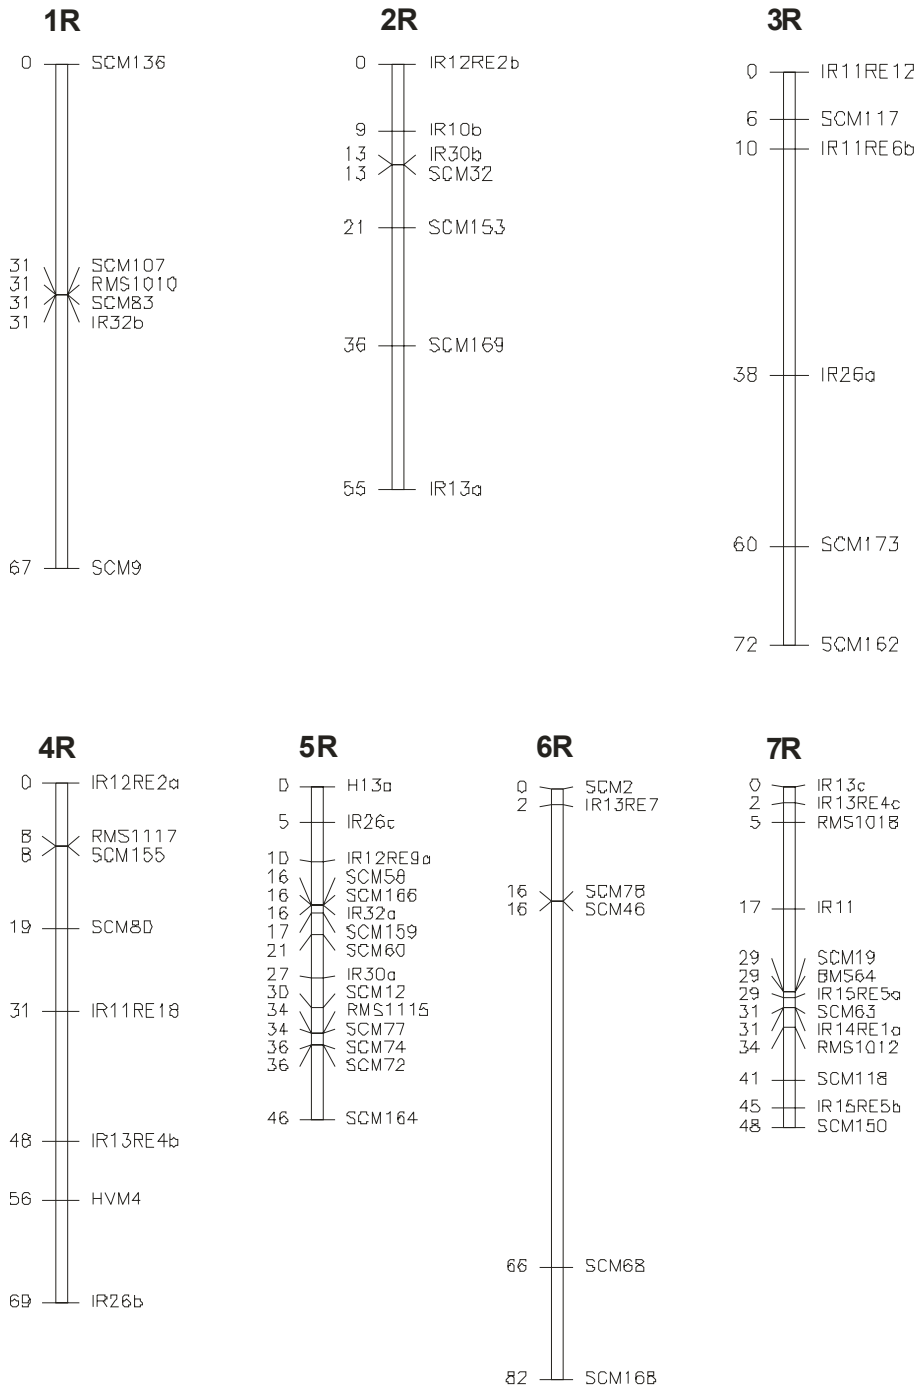 1R
0 SCM136
31 SCM107
31 RMS1010
31 SCM83
31 IR32b
67 SCM9
2R
0 IR12RE2b
9 IR10b
13 IR30b
13 SCM32
21 SCM153
36 SCM169
55 IR13a
3R
0 IR11RE12
6 SCM117
10 IR11RE6b
38 IR26a
60 SCM173
72 SCM162
4R
0 IR12RE2a
8 RMS1117
8 SCM155
19 SCM80
31 IR11RE18
48 IR13RE4b
56 HVM4
69 IR26b
5R
0 H13a
5 IR26c
10 IR12RE9a
16 SCM58
16 SCM166
16 IR32a
17 SCM159
21 SCM60
27 IR30a
30 SCM12
34 RMS1115
34 SCM77
36 SCM74
36 SCM72
46 SCM164
6R
0 SCM2
2 IR13RE7
16 SCM78
16 SCM46
66 SCM68
82 SCM168
7R
0 IR13c
2 IR13RE4c
5 RMS1018
17 IR11
29 SCM19
29 BMS64
29 IR15RE5a
31 SCM63
31 IR14RE1a
34 RMS1012
41 SCM118
45 IR15RE5b
48 SCM150